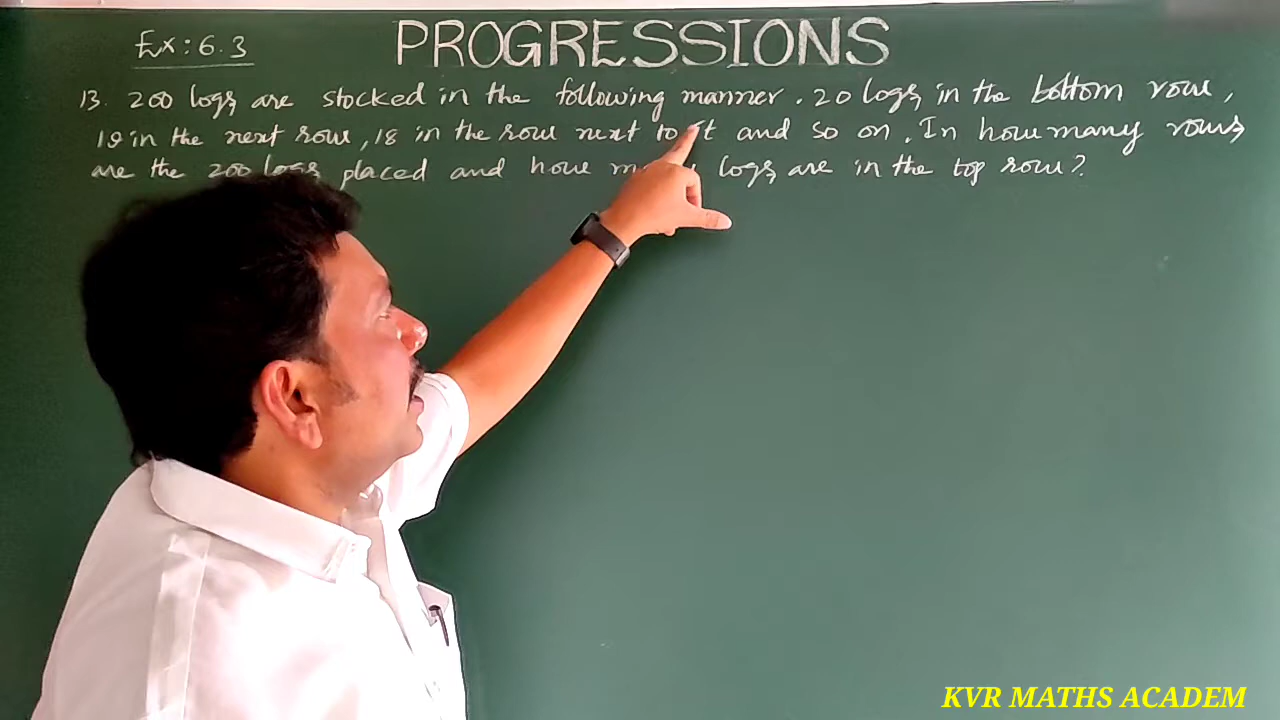 Ex: 6.3 PROGRESSIONS
13. 200 logs are stocked in the following manner. 20 logs in the bottom row,
19 in the next row, 18 in the row next to it and so on. In how many rows
are the 200 logs placed and how logs are in the top row?
KVR MATHS ACADEM